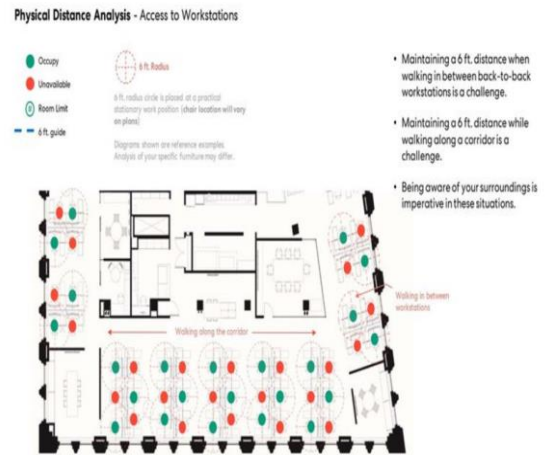 Physical Distance Analysis - Access to Workstations
Occupy
Unavailable
Room Limit
6 ft. guide
6 ft. Radius
6 ft. radius circle is placed at a practical
stationary work position (chair location will vary
on plans)
Diagrams shown are reference examples.
Analysis of your specific furniture may differ.
• Maintaining a 6 ft. distance when
walking in between back-to-back
workstations is a challenge.
• Maintaining a 6 ft. distance while
walking along a corridor is a
challenge.
• Being aware of your surroundings is
imperative in these situations.
Walking in between
workstations
Walking along the corridor